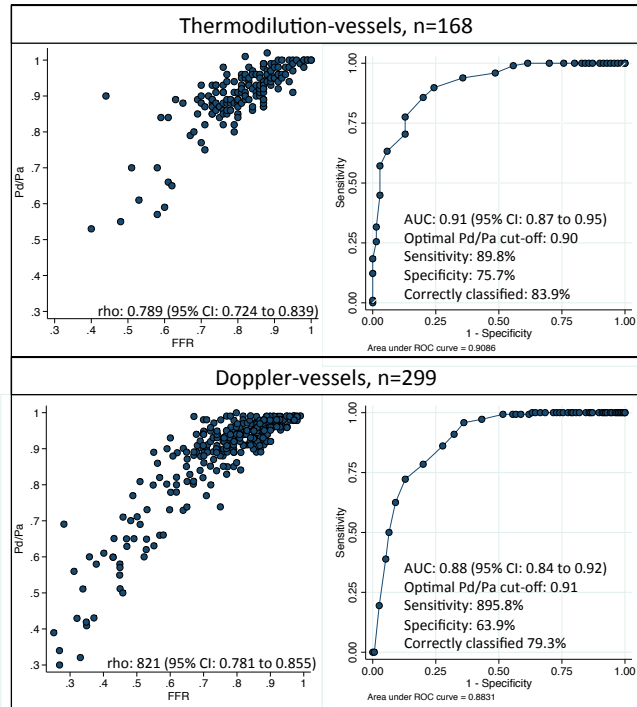 Thermodilution-vessels, n=168
Pd/Pa
1
.9
.8
.7
.6
.5
.4
.3
rho: 0.789 (95% CI: 0.724 to 0.839)
.3 .4 .5 .6 .7 .8 .9 1
FFR
Sensitivity
1.00
0.75
0.50
0.25
0.00
AUC: 0.91 (95% CI: 0.87 to 0.95)
Optimal Pd/Pa cut-off: 0.90
Sensitivity: 89.8%
Specificity: 75.7%
Correctly classified: 83.9%
0.00 0.25 0.50 0.75 1.00
1 - Specificity
Area under ROC curve = 0.9086
Doppler-vessels, n=299
Pd/Pa
1
.9
.8
.7
.6
.5
.4
.3
rho: 821 (95% CI: 0.781 to 0.855)
.3 .4 .5 .6 .7 .8 .9 1
FFR
Sensitivity
1.00
0.75
0.50
0.25
0.00
AUC: 0.88 (95% CI: 0.84 to 0.92)
Optimal Pd/Pa cut-off: 0.91
Sensitivity: 895.8%
Specificity: 63.9%
Correctly classified 79.3%
0.00 0.25 0.50 0.75 1.00
1 - Specificity
Area under ROC curve = 0.8831